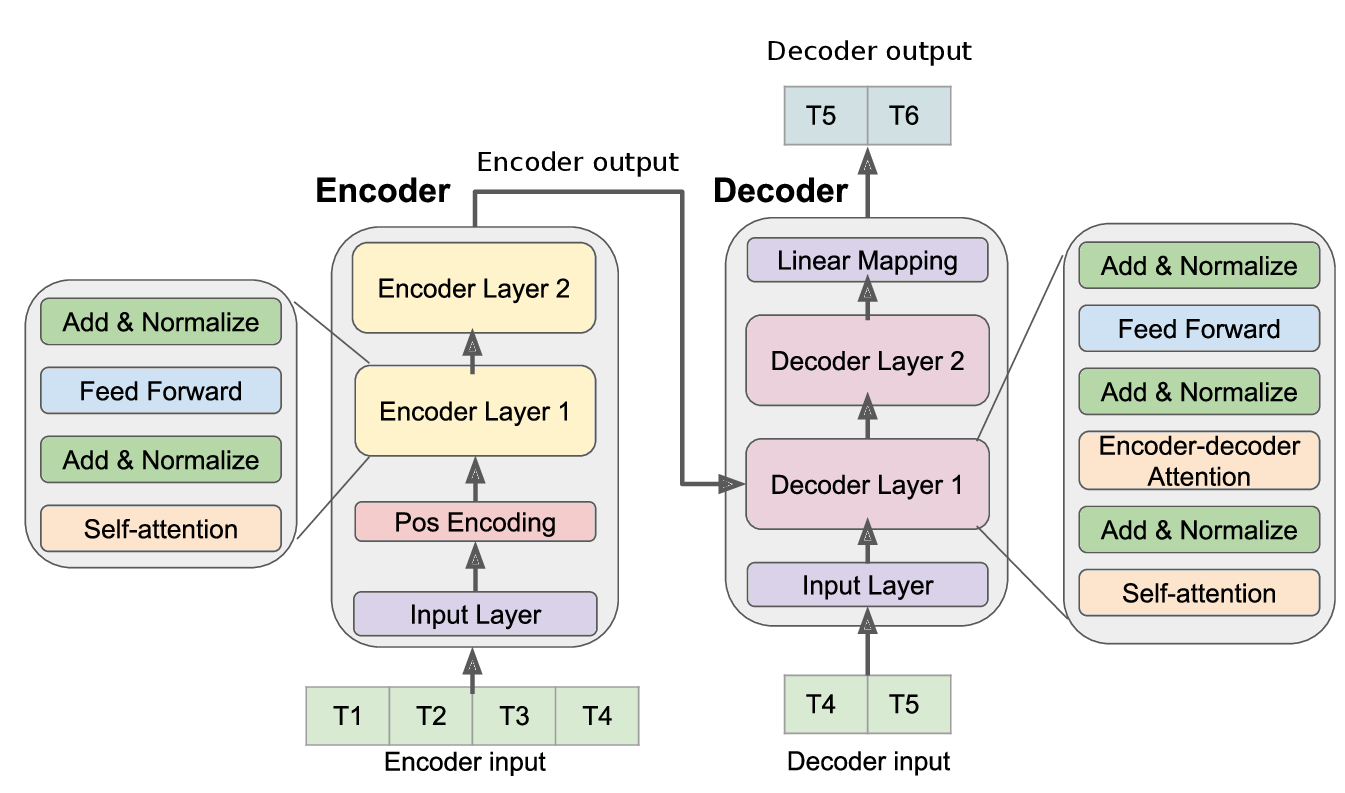 Decoder output
T5 T6
Encoder output
Encoder
Decoder
Add & Normalize
Feed Forward
Add & Normalize
Self-attention
Encoder Layer 2
Encoder Layer 1
Pos Encoding
Input Layer
T1 T2 T3 T4
Encoder input
Linear Mapping
Decoder Layer 2
Decoder Layer 1
Input Layer
T4 T5
Decoder input
Add & Normalize
Feed Forward
Add & Normalize
Encoder-decoder
Attention
Add & Normalize
Self-attention